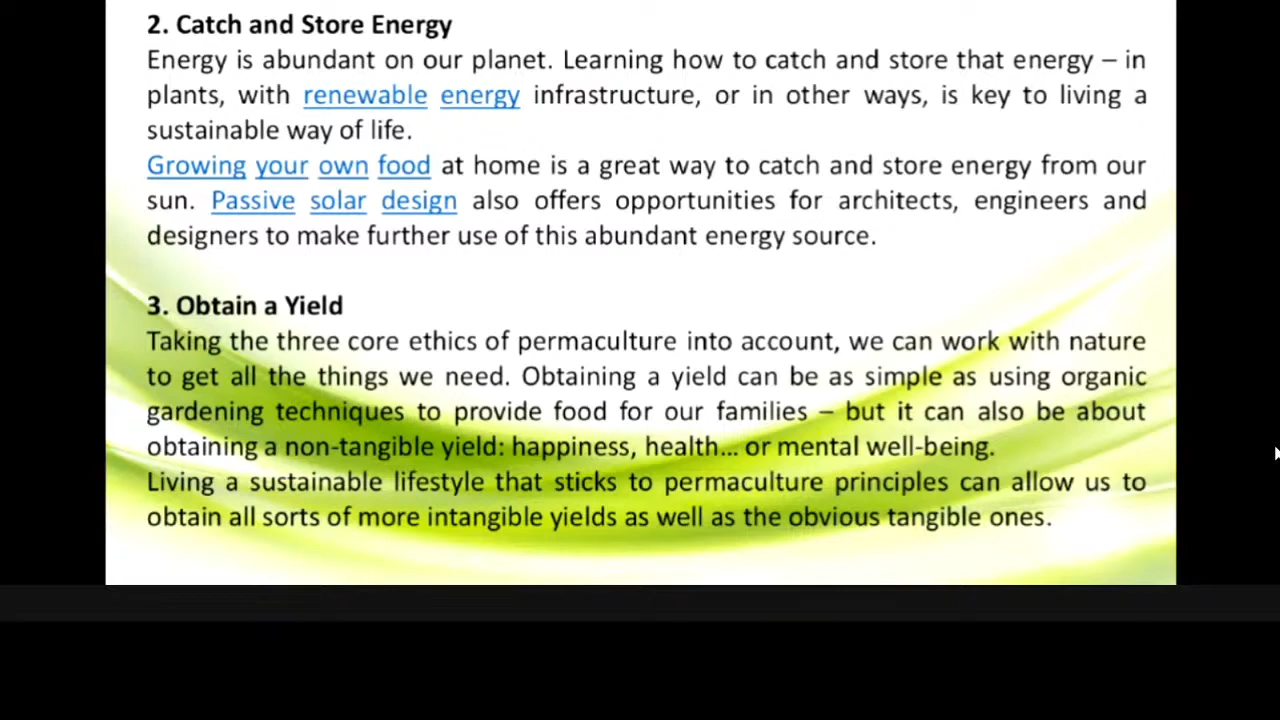 2. Catch and Store Energy
Energy is abundant on our planet. Learning how to catch and store that energy – in
plants, with renewable energy infrastructure, or in other ways, is key to living a
sustainable way of life.
Growing your own food at home is a great way to catch and store energy from our
sun. Passive solar design also offers opportunities for architects, engineers and
designers to make further use of this abundant energy source.
3. Obtain a Yield
Taking the three core ethics of permaculture into account, we can work with nature
to get all the things we need. Obtaining a yield can be as simple as using organic
gardening techniques to provide food for our families – but it can also be about
obtaining a non-tangible yield: happiness, health... or mental well-being.
Living a sustainable lifestyle that sticks to permaculture principles can allow us to
obtain all sorts of more intangible yields as well as the obvious tangible ones.